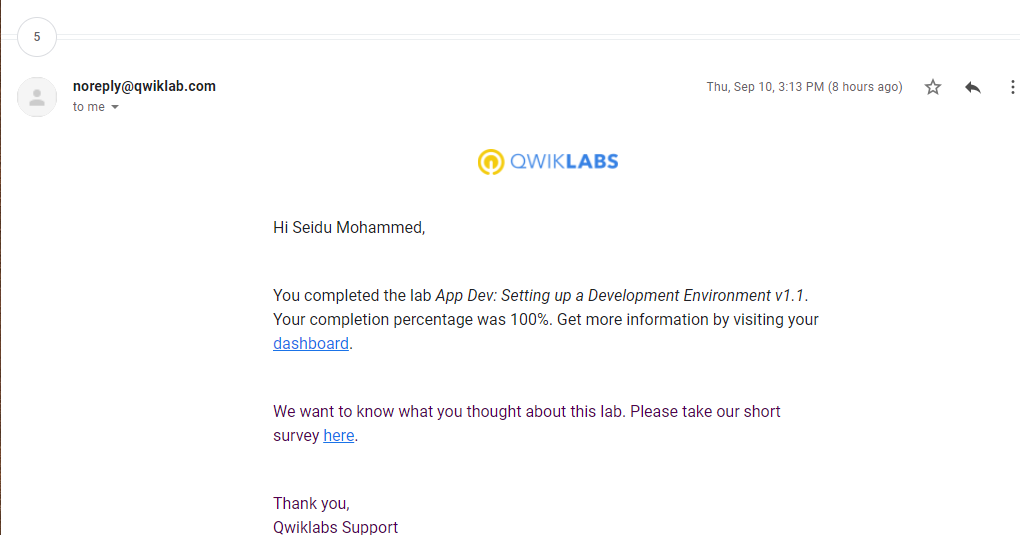 5
noreply@qwiklab.com
Thu, Sep 10, 3:13 PM (8 hours ago)
to me
QWIKLABS
Hi Seidu Mohammed,
You completed the lab App Dev: Setting up a Development Environment v1.1.
Your completion percentage was 100%. Get more information by visiting your
dashboard.
We want to know what you thought about this lab. Please take our short
survey here.
Thank you,
Qwiklabs Support